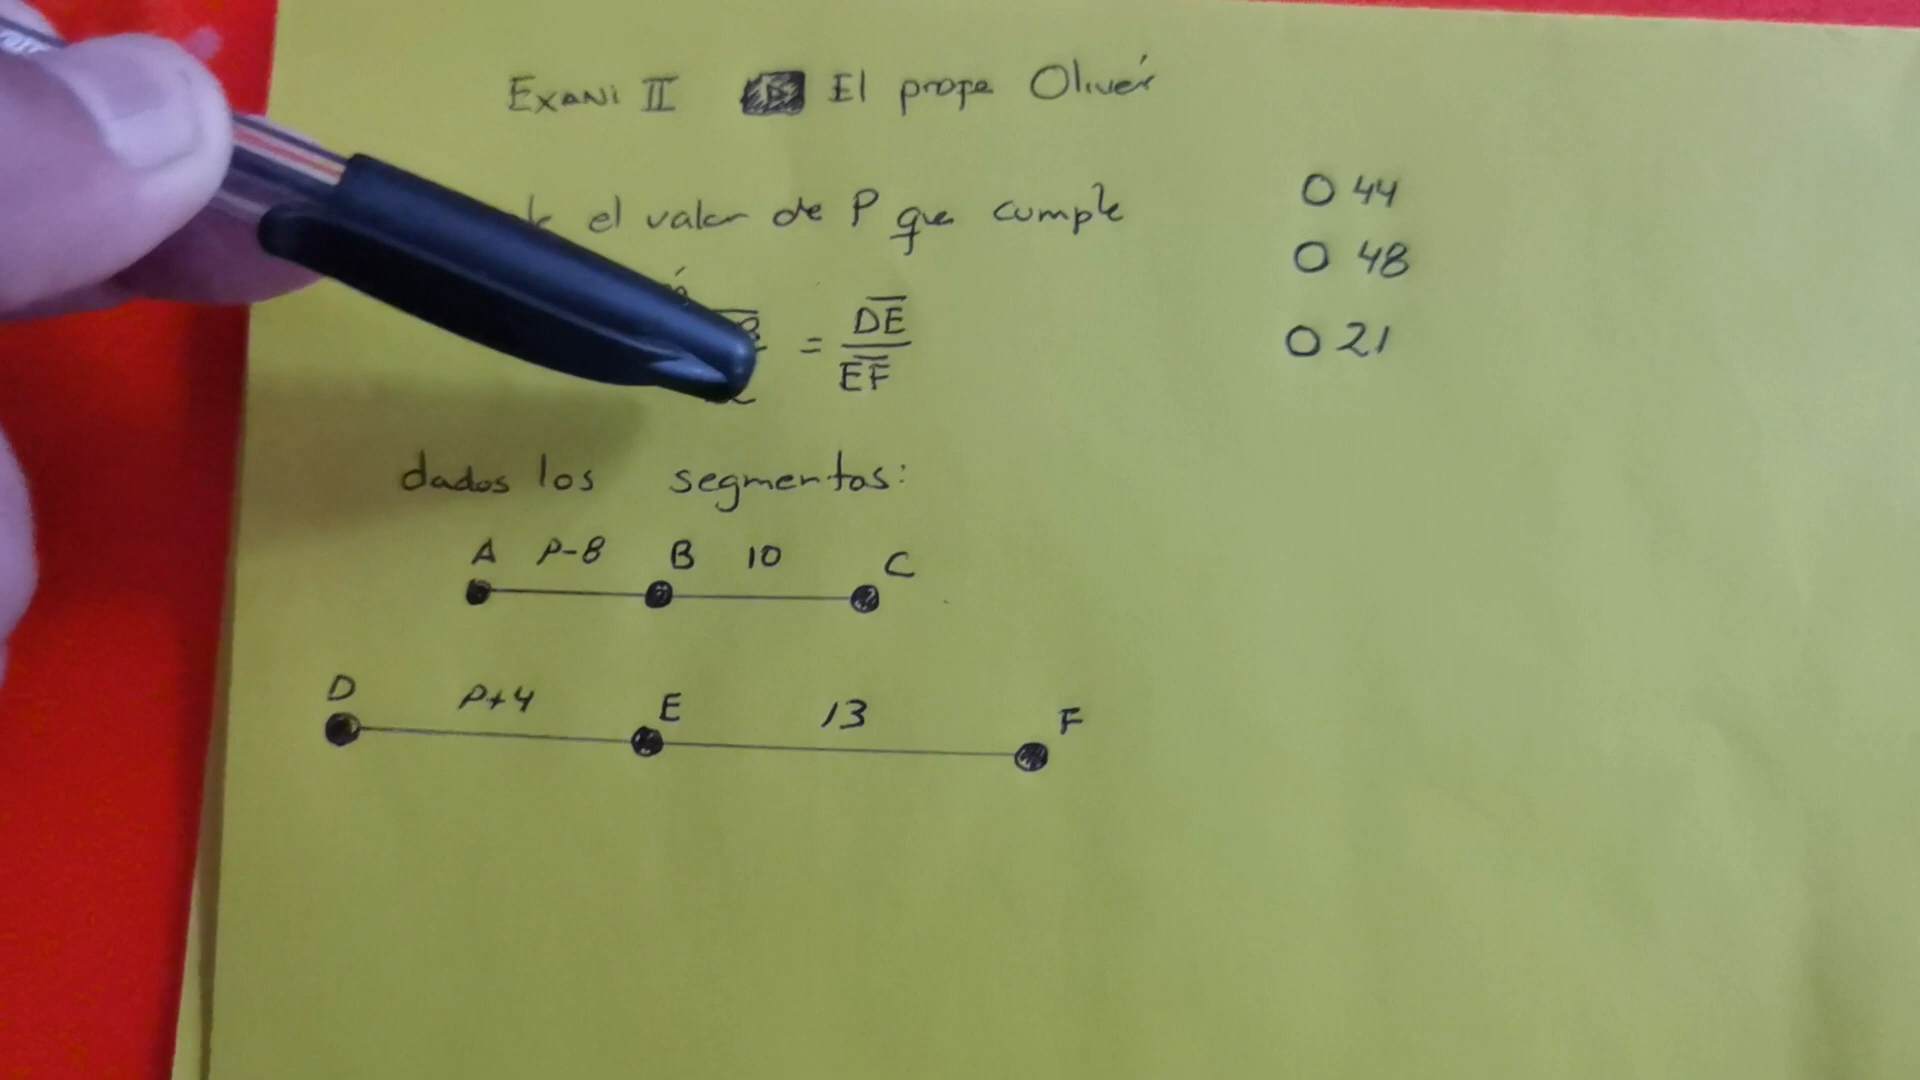 Exani II El profe Oliver
el valor de P que cumple
= DE
EF
dados los segmentos:
A P-8 B 10 C
D P+4 E 13 F
O 44
O 48
O 21